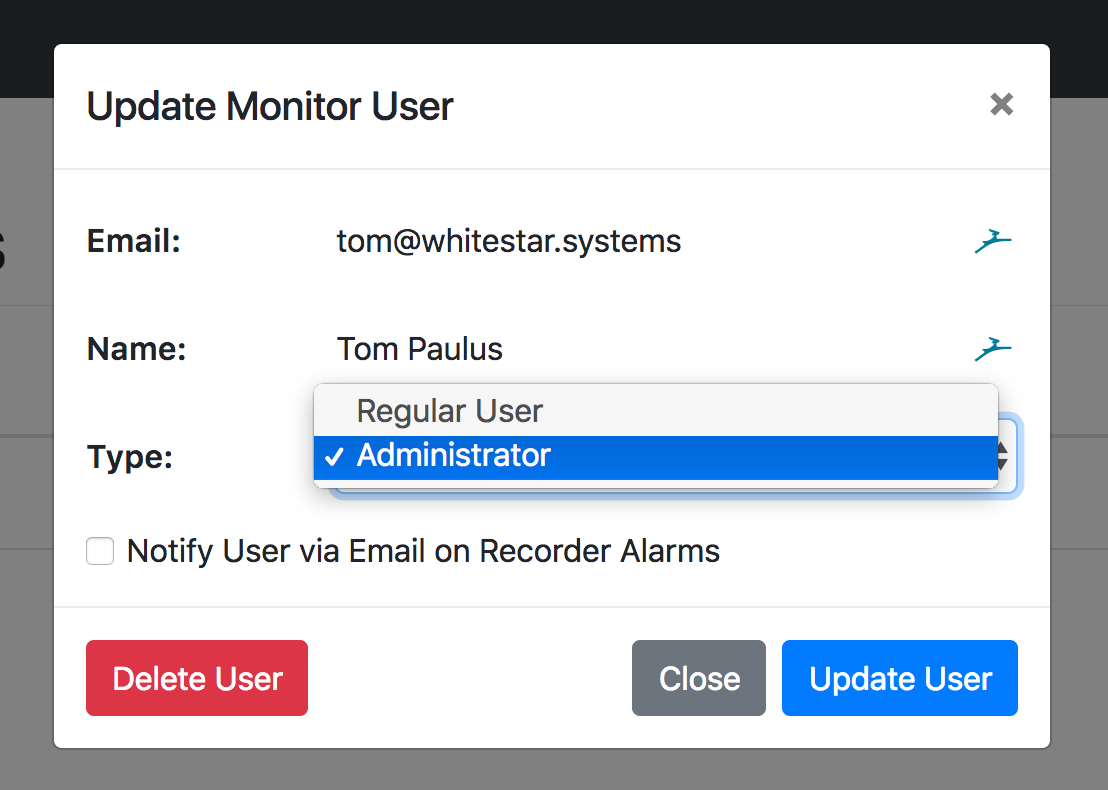 Update Monitor User
Email: tom@whitestar.systems
Name: Tom Paulus
Regular User
Type: ✓ Administrator
Notify User via Email on Recorder Alarms
Delete User Close Update User